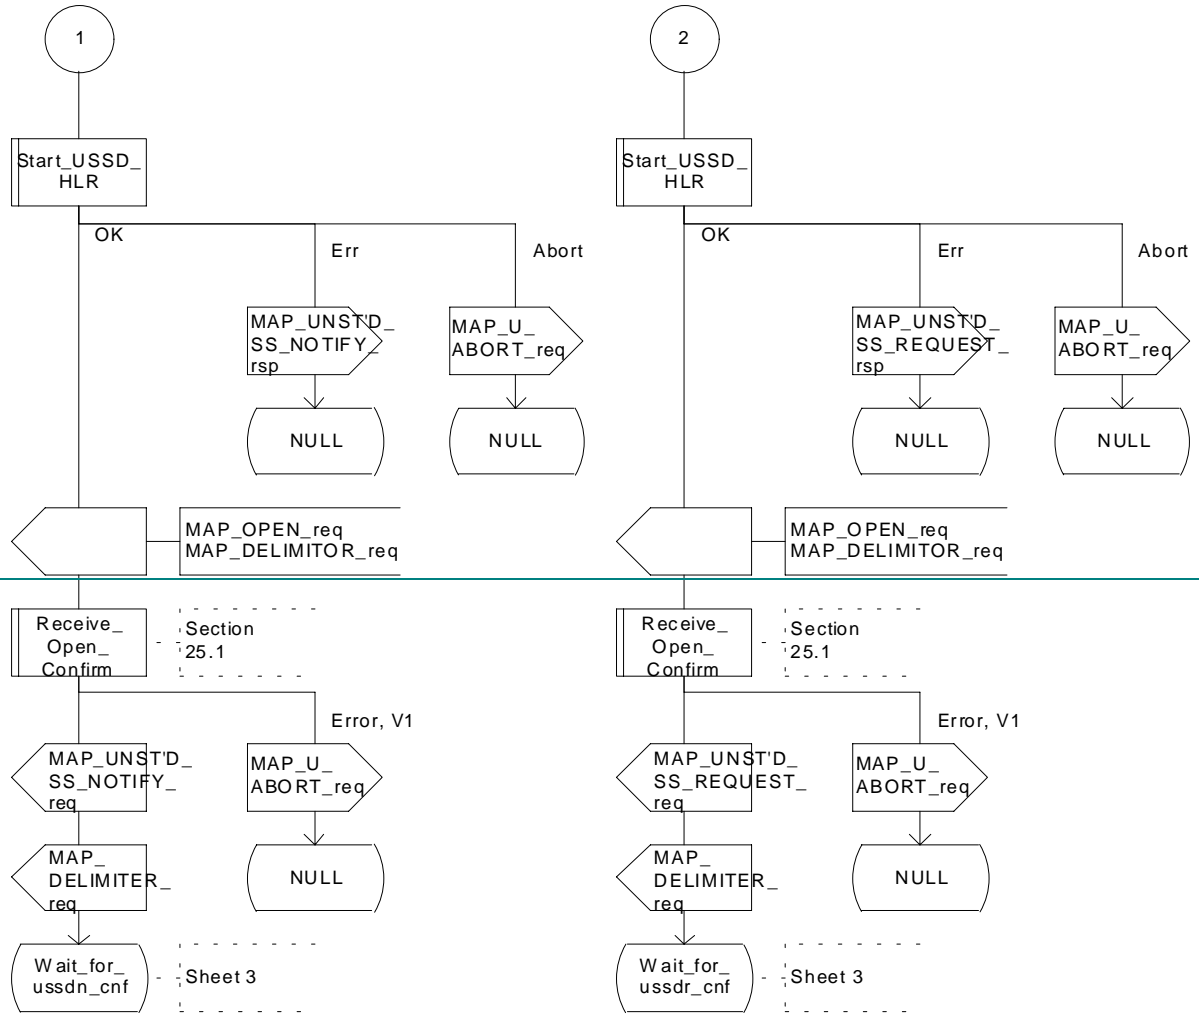 1
Start_USSD_
HLR
OK
Err
Abort
MAP_UNST'D_
SS_NOTIFY_
rsp
MAP_U_
ABORT_req
NULL
NULL
MAP_OPEN_req
MAP_DELIMITOR_req
Receive_
Open_
Confirm
Section
25.1
Error, V1
MAP_UNST'D_
SS_NOTIFY_
req
MAP_U_
ABORT_req
MAP_
DELIMITER_
req
NULL
Wait_for_
ussdn_cnf
Sheet 3
2
Start_USSD_
HLR
OK
Err
Abort
MAP_UNST'D_
SS_REQUEST_
rsp
MAP_U_
ABORT_req
NULL
NULL
MAP_OPEN_req
MAP_DELIMITOR_req
Receive_
Open_
Confirm
Section
25.1
Error, V1
MAP_UNST'D_
SS_REQUEST_
req
MAP_U_
ABORT_req
MAP_
DELIMITER_
req
NULL
Wait_for_
ussdr_cnf
Sheet 3